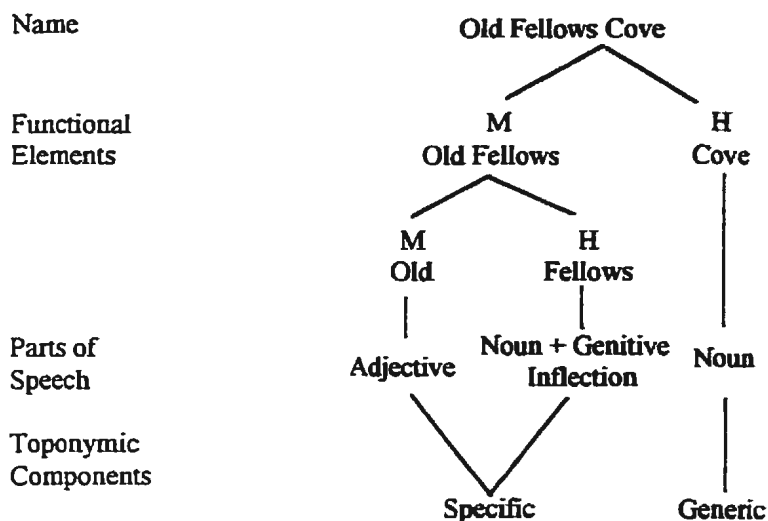 Name
Old Fellows Cove
Functional
Elements
M
H
Old Fellows
Cove
M
H
Old
Fellows
Parts of
Speech
Adjective
Noun + Genitive
Inflection
Noun
Toponymic
Components
Specific
Generic